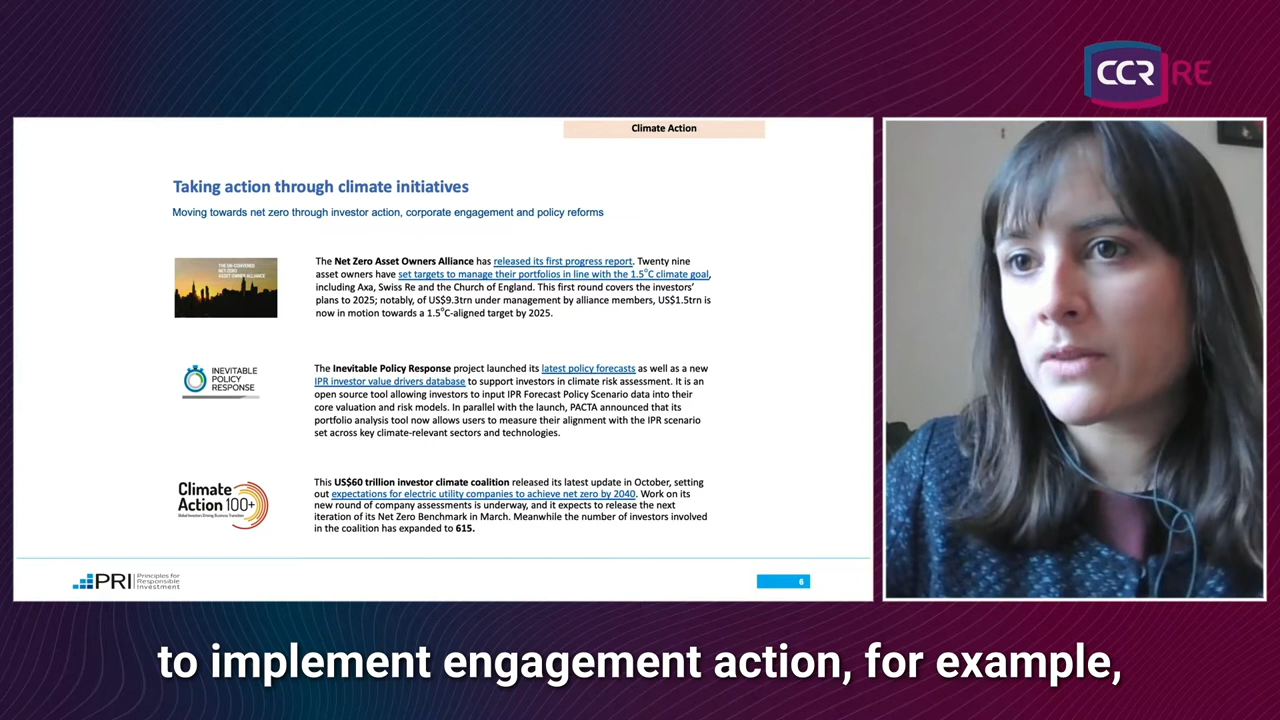 CCR RE
Climate Action
Taking action through climate initiatives
Moving towards net zero through investor action, corporate engagement and policy reforms
THE UN-CONVENED
NET-ZERO
ASSET OWNER ALLIANCE
The Net Zero Asset Owners Alliance has released its first progress report. Twenty nine
asset owners have set targets to manage their portfolios in line with the 1.5°C climate goal,
including Axa, Swiss Re and the Church of England. This first round covers the investors'
plans to 2025; notably, of US$9.3trn under management by alliance members, US$1.5trn is
now in motion towards a 1.5°C-aligned target by 2025.
INEVITABLE
POLICY
RESPONSE
The Inevitable Policy Response project launched its latest policy forecasts as well as a new
IPR investor value drivers database to support investors in climate risk assessment. It is an
open source tool allowing investors to input IPR Forecast Policy Scenario data into their
core valuation and risk models. In parallel with the launch, PACTA announced that its
portfolio analysis tool now allows users to measure their alignment with the IPR scenario
set across key climate-relevant sectors and technologies.
Climate
Action 100+
Global Investors Driving Business Transition
This US$60 trillion investor climate coalition released its latest update in October, setting
out expectations for electric utility companies to achieve net zero by 2040. Work on its
new round of company assessments is underway, and it expects to release the next
iteration of its Net Zero Benchmark in March. Meanwhile the number of investors involved
in the coalition has expanded to 615.
PRI
Principles for
Responsible
Investment
6
to implement engagement action, for example,